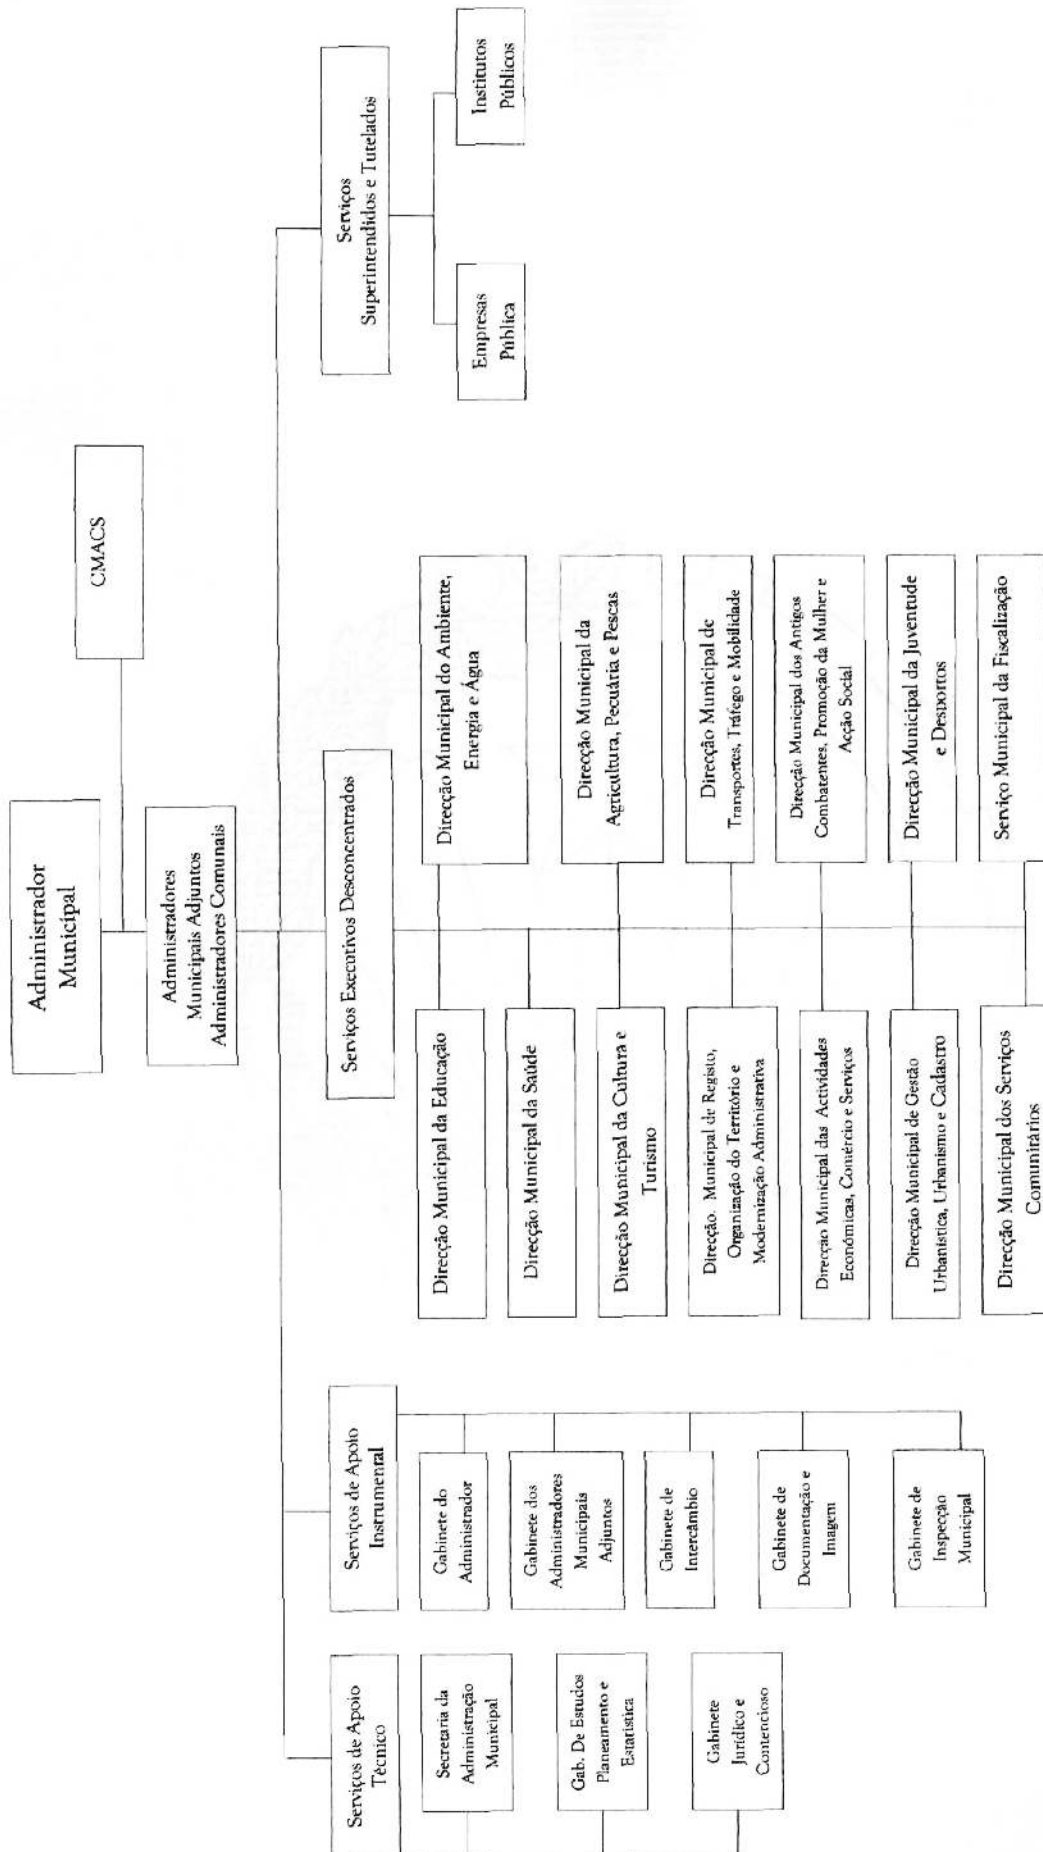 Administrador
Municipal
CMACS
Administradores
Municipais Adjuntos
Administradores Comunais
Serviços de Apoio
Técnico
Secretaria da
Administração
Municipal
Gab. De Estudos
Planeamento e
Estatística
Gabinete
Jurídico e
Contencioso
Serviços de Apoio
Instrumental
Gabinete do
Administrador
Gabinete dos
Administradores
Municipais
Adjuntos
Gabinete de
Intercâmbio
Gabinete de
Documentação e
Imagem
Gabinete de
Inspecção
Municipal
Serviços Executivos Desconcentrados
Direcção Municipal da Educação
Direcção Municipal da Saúde
Direcção Municipal da Cultura e
Turismo
Direcção. Municipal de Registo,
Organização do Território e
Modernização Administrativa
Direcção Municipal das Actividades
Económicas, Comércio e Serviços
Direcção Municipal de Gestão
Urbanística, Urbanismo e Cadastro
Direcção Municipal dos Serviços
Comunitários
Direcção Municipal do Ambiente,
Energia e Água
Direcção Municipal da
Agricultura, Pecuária e Pescas
Direcção Municipal de
Transportes, Tráfego e Mobilidade
Direcção Municipal dos Antigos
Combatentes, Promoção da Mulher e
Acção Social
Direcção Municipal da Juventude
e Desportos
Serviço Municipal da Fiscalização
Serviços
Superintendidos e Tutelados
Empresas
Pública
Institutos
Públicos